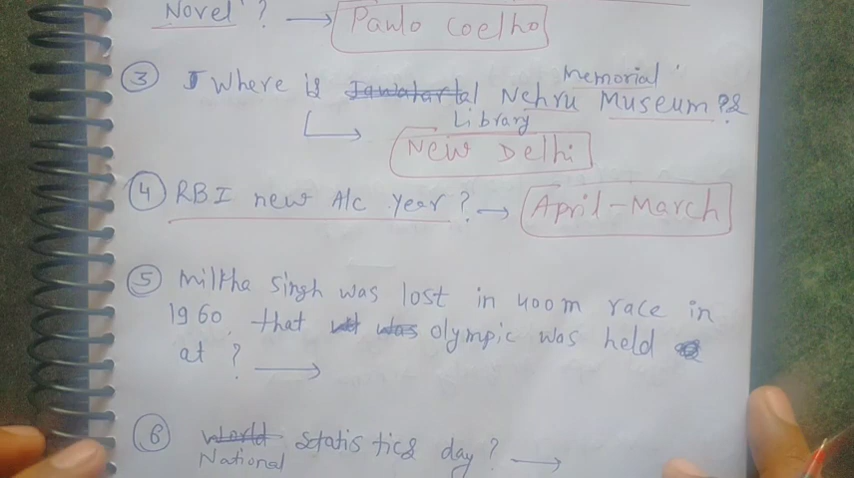 Novel ? → Paulo Coelho
③ Where is Jawaharlal Nehru Memorial Museum ?
Library
New Delhi
④ RBI new A/c year ? → April-March
⑤ Miltha singh was lost in 400m race in
1960, that was olympic was held
at ? →
⑥ World statistics day ? →
National